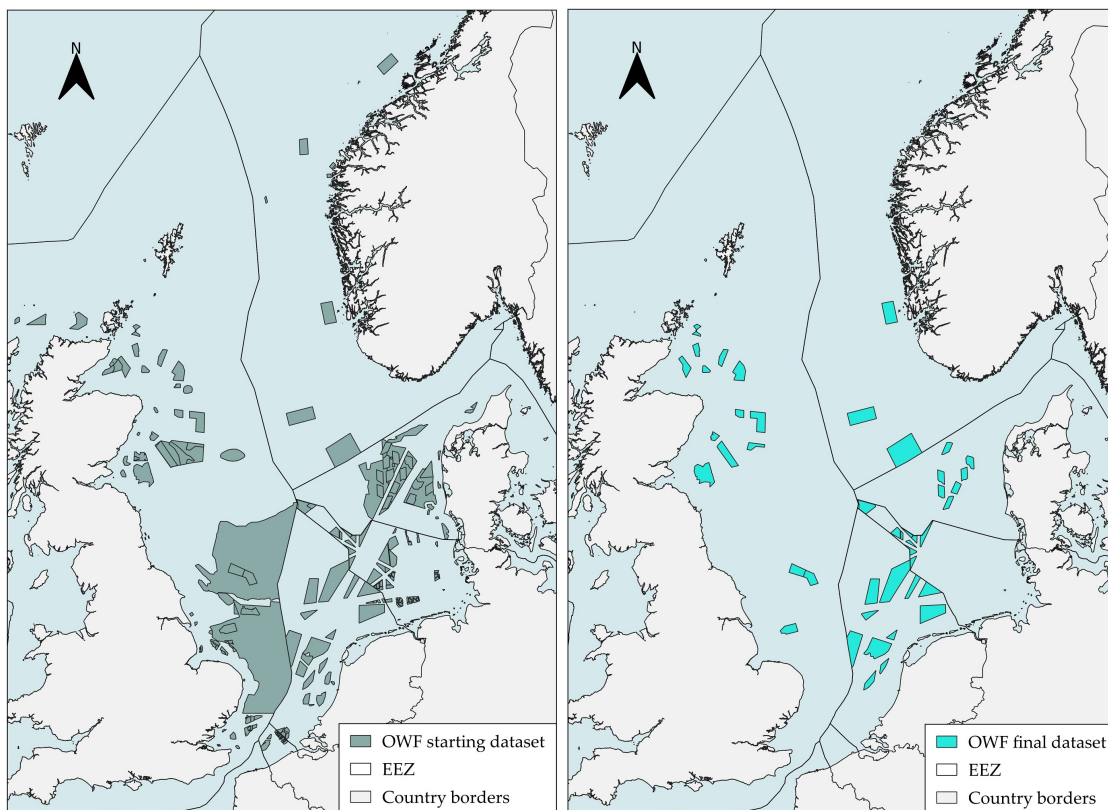 N
OWF starting dataset
EEZ
Country borders
N
OWF final dataset
EEZ
Country borders